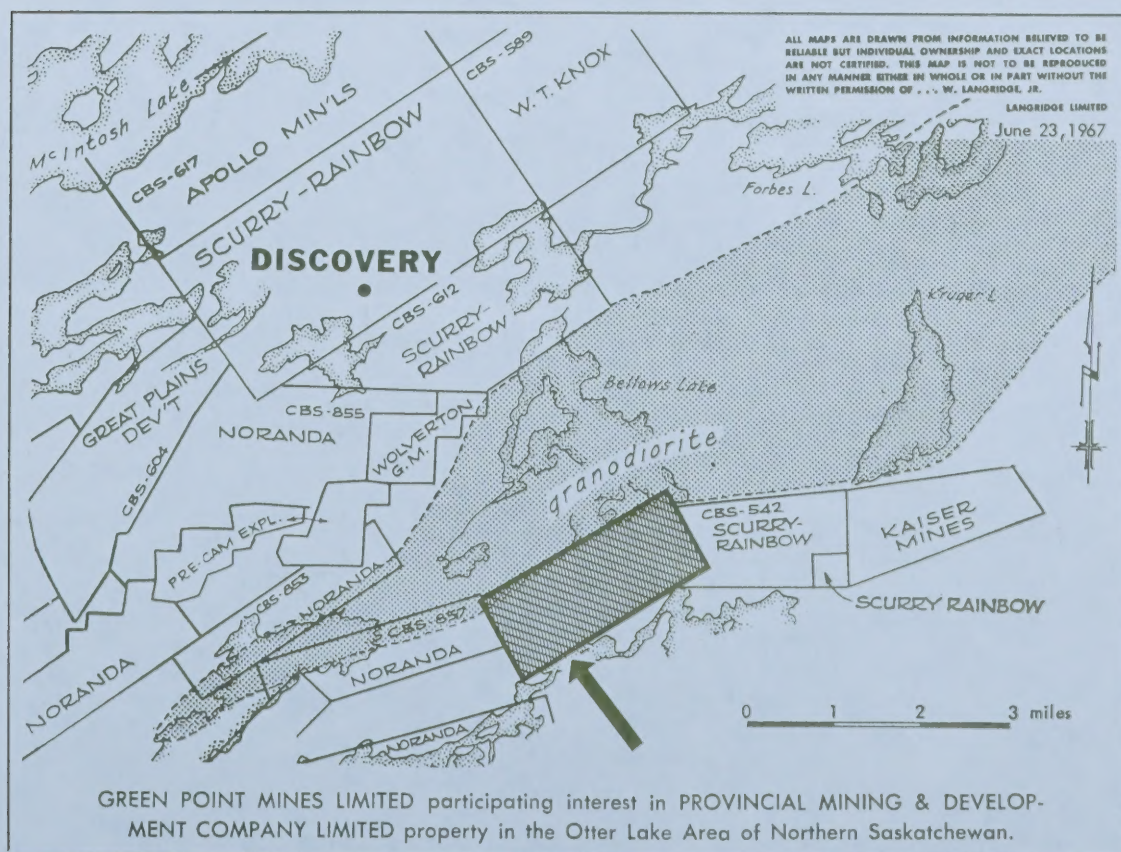 ALL MAPS ARE DRAWN FROM INFORMATION BELIEVED TO BE
RELIABLE BUT INDIVIDUAL OWNERSHIP AND EXACT LOCATIONS
ARE NOT CERTIFIED. THIS MAP IS NOT TO BE REPRODUCED
IN ANY MANNER EITHER IN WHOLE OR IN PART WITHOUT THE
WRITTEN PERMISSION OF . . . W. LANGRIDGE, JR.
LANGRIDGE LIMITED
June 23, 1967
McIntosh Lake
CBS-617
APOLLO MIN'LS
CBS-589
W. T. KNOX
SCURRY-RAINBOW
DISCOVERY
Forbes L.
CBS-612
SCURRY-
RAINBOW
Kruger L
GREAT PLAINS
DEV'T
CBS-604
CBS-855
NORANDA
WOLVERTON
G.M.
Bellows Lake
granodiorite
PRE-CAM EXPL.
CBS-853
NORANDA
CBS-857
NORANDA
NORANDA
NORANDA
CBS-542
SCURRY-
RAINBOW
KAISER
MINES
SCURRY RAINBOW
0 1 2 3 miles
GREEN POINT MINES LIMITED participating interest in PROVINCIAL MINING & DEVELOP-
MENT COMPANY LIMITED property in the Otter Lake Area of Northern Saskatchewan.